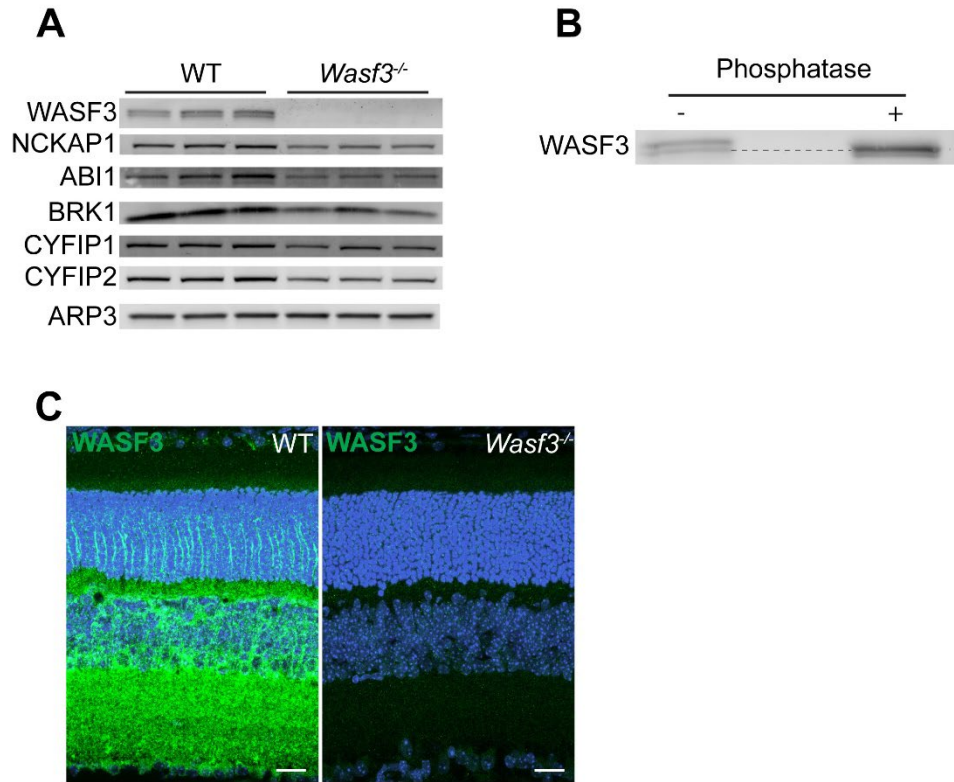 A
WT Wasf3-/-
WASF3
NCKAP1
ABI1
BRK1
CYFIP1
CYFIP2
ARP3
B
Phosphatase
- +
WASF3
C
WASF3 WT
WASF3 Wasf3-/-